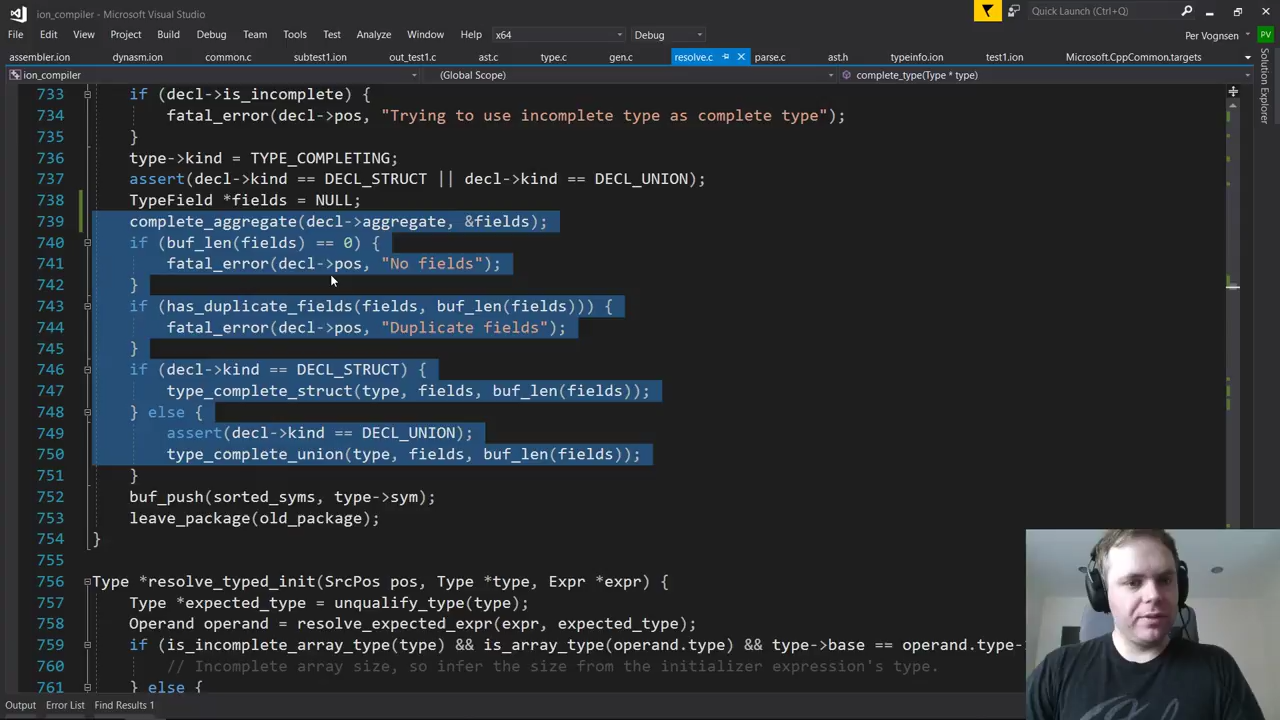 ion_compiler - Microsoft Visual Studio
Quick Launch (Ctrl+Q)
File Edit View Project Build Debug Team Tools Test Analyze Window Help x64 Debug
Per Vognsen PV
assembler.ion dynasm.ion common.c subtest1.ion out_test1.c ast.c type.c gen.c resolve.c parse.c ast.h typeinfo.ion test1.ion Microsoft.CppCommon.targets
Solution Explorer
ion_compiler (Global Scope) complete_type(Type * type)
733 if (decl->is_incomplete) {
734 fatal_error(decl->pos, "Trying to use incomplete type as complete type");
735 }
736 type->kind = TYPE_COMPLETING;
737 assert(decl->kind == DECL_STRUCT || decl->kind == DECL_UNION);
738 TypeField *fields = NULL;
739 complete_aggregate(decl->aggregate, &fields);
740 if (buf_len(fields) == 0) {
741 fatal_error(decl->pos, "No fields");
742 }
743 if (has_duplicate_fields(fields, buf_len(fields))) {
744 fatal_error(decl->pos, "Duplicate fields");
745 }
746 if (decl->kind == DECL_STRUCT) {
747 type_complete_struct(type, fields, buf_len(fields));
748 } else {
749 assert(decl->kind == DECL_UNION);
750 type_complete_union(type, fields, buf_len(fields));
751 }
752 buf_push(sorted_syms, type->sym);
753 leave_package(old_package);
754 }
755
756 Type *resolve_typed_init(SrcPos pos, Type *type, Expr *expr) {
757 Type *expected_type = unqualify_type(type);
758 Operand operand = resolve_expected_expr(expr, expected_type);
759 if (is_incomplete_array_type(type) && is_array_type(operand.type) && type->base == operand.type-
760 // Incomplete array size, so infer the size from the initializer expression's type.
761 } else {
Output Error List Find Results 1